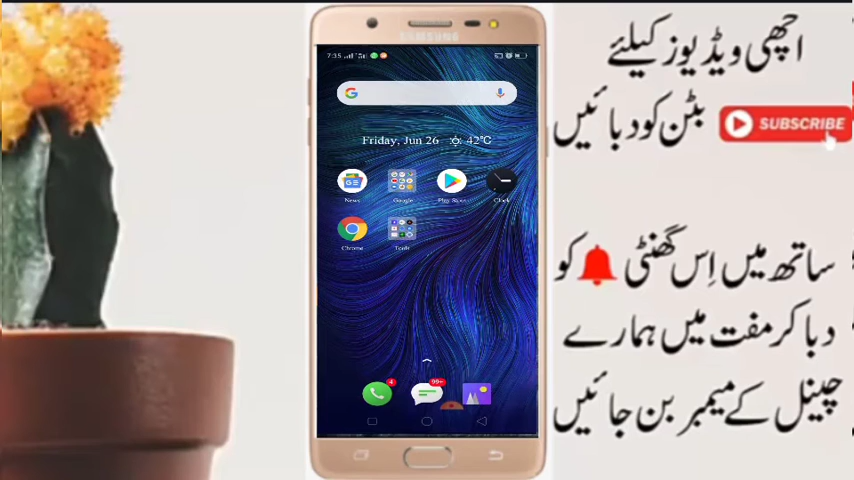 SAMSUNG
7:35
Friday, Jun 26 42°C
News Google Play Store Clock
Chrome Tools
4 99+
اچھی ویڈیوز کیلئے
بٹن کو دبائیں SUBSCRIBE
ساتھ میں اِس گھنٹی کو
دبا کر مفت میں ہمارے
چینل کے میمبر بن جائیں